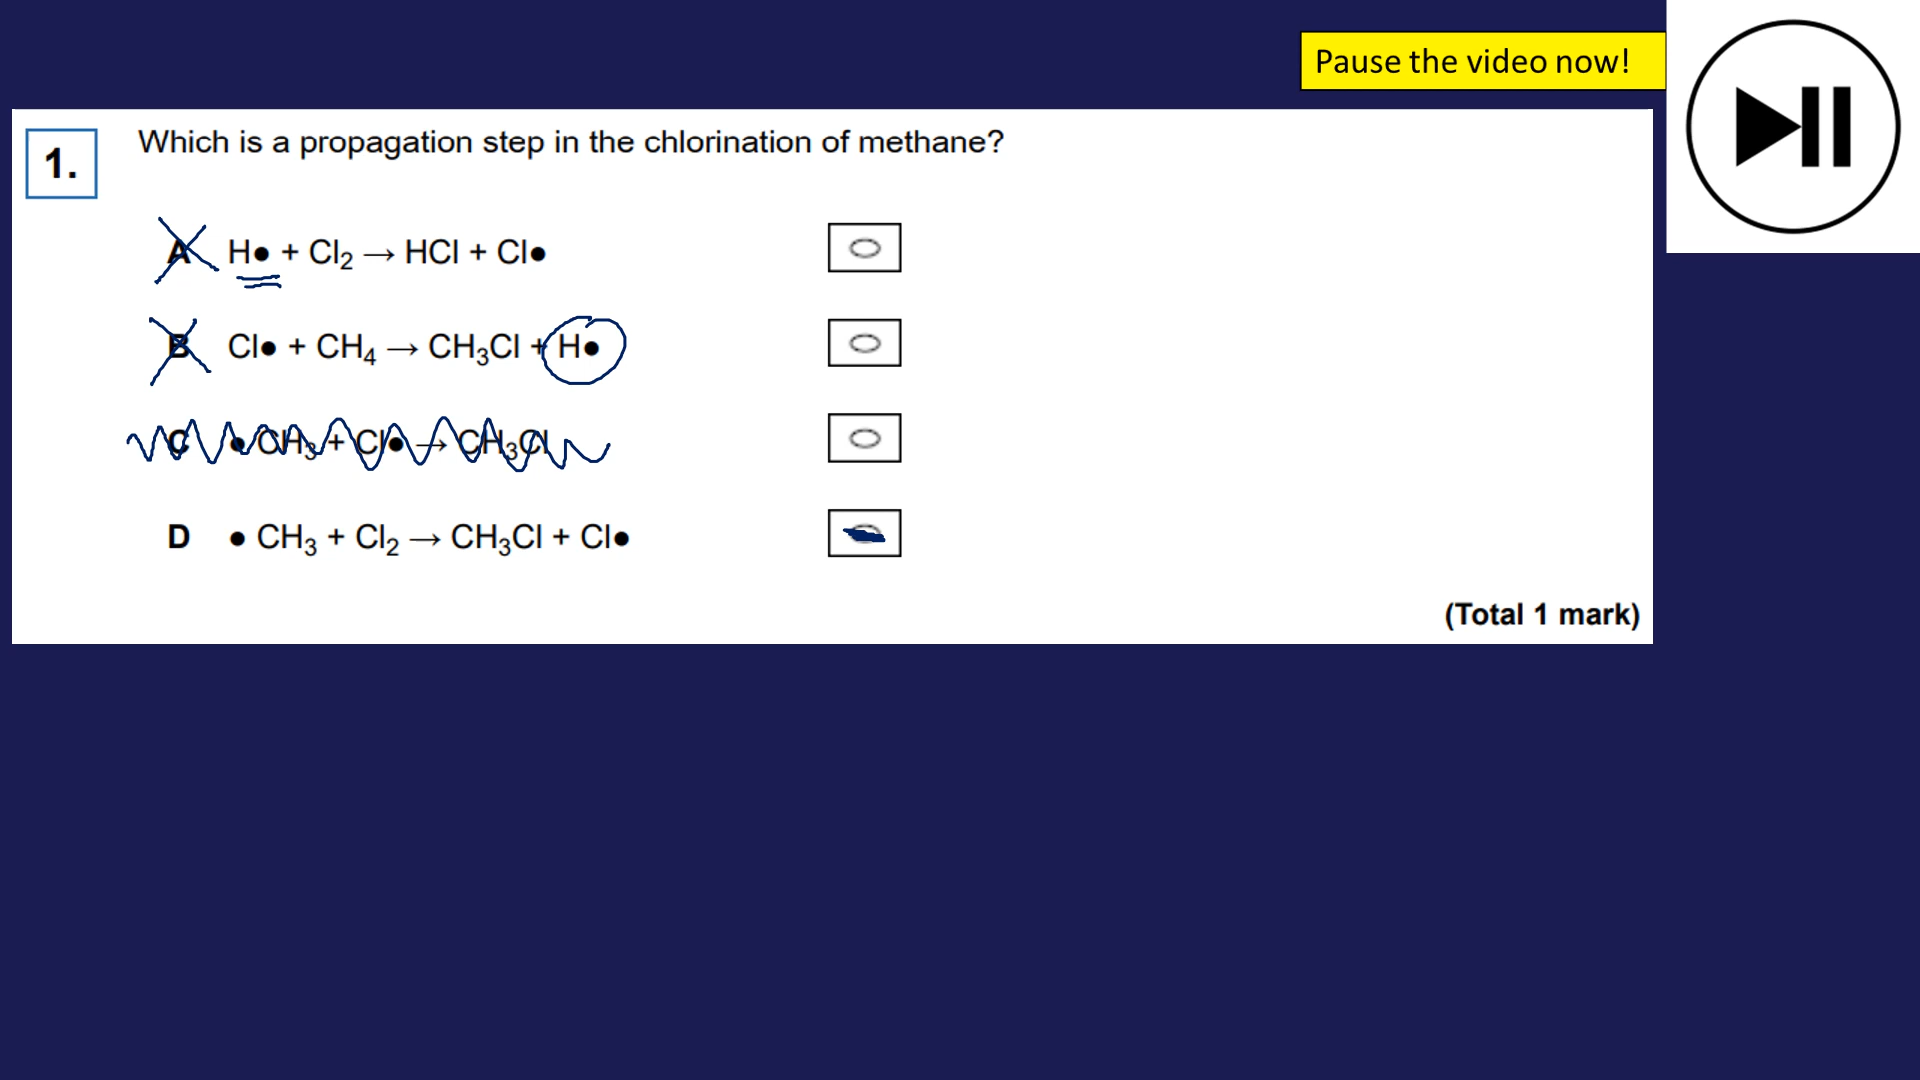 Pause the video now!
1. Which is a propagation step in the chlorination of methane?
A H● + Cl₂ → HCl + Cl●
B Cl● + CH₄ → CH₃Cl + H●
C ● CH₃ + Cl● → CH₃Cl
D ● CH₃ + Cl₂ → CH₃Cl + Cl●
(Total 1 mark)